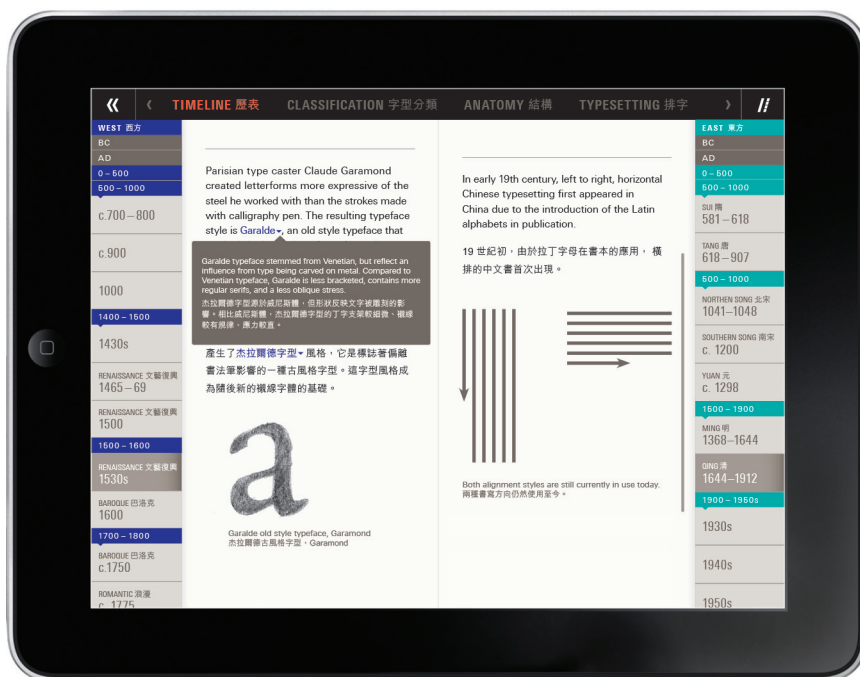 TIMELINE 歷表
CLASSIFICATION 字型分類
ANATOMY 結構
TYPESETTING 排字
WEST 西方
BC
AD
0 – 500
500 – 1000
c.700 – 800
c.900
1000
1400 – 1500
1430s
RENAISSANCE 文藝復興
1465 – 69
RENAISSANCE 文藝復興
1500
1500 – 1600
RENAISSANCE 文藝復興
1530s
BAROQUE 巴洛克
1600
1700 – 1800
BAROQUE 巴洛克
c.1750
ROMANTIC 浪漫
c. 1775
Parisian type caster Claude Garamond
created letterforms more expressive of the
steel he worked with than the strokes made
with calligraphy pen. The resulting typeface
style is Garalde, an old style typeface that
Garalde typeface stemmed from Venetian, but reflect an
influence from type being carved on metal. Compared to
Venetian typeface, Garalde is less bracketed, contains more
regular serifs, and a less oblique stress.
杰拉爾德字型源於威尼斯體，但形狀反映文字被雕刻的影
響。相比威尼斯體，杰拉爾德字型的丁字支架較細微、襯線
較有規律、應力較直。
產生了杰拉爾德字型 風格，它是標誌著偏離
書法筆影響的一種古風格字型。這字型風格成
為隨後新的襯線字體的基礎。
a
Garalde old style typeface, Garamond
杰拉爾德古風格字型，Garamond
In early 19th century, left to right, horizontal
Chinese typesetting first appeared in
China due to the introduction of the Latin
alphabets in publication.
19 世紀初，由於拉丁字母在書本的應用， 橫
排的中文書首次出現。
Both alignment styles are still currently in use today.
兩種書寫方向仍然使用至今。
EAST 東方
BC
AD
0 – 500
500 – 1000
SUI 隋
581 – 618
TANG 唐
618 – 907
500 – 1000
NORTHEN SONG 北宋
1041–1048
SOUTHERN SONG 南宋
c. 1200
YUAN 元
c. 1298
1500 – 1900
MING 明
1368–1644
QING 清
1644–1912
1900 – 1950s
1930s
1940s
1950s